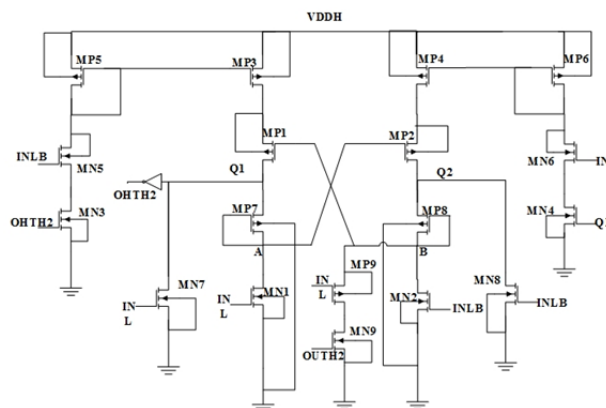 VDDH
MP5
MP3
MP4
MP6
MP1
MP2
INLB
MN5
MN6
IN
Q1
Q2
OHTH2
OHTH2
MN3
MP7
MP8
MN4
A
B
MN7
IN
L
IN
L
MN1
MP9
IN
L
MN2
INLB
MN8
INLB
MN9
OUTH2